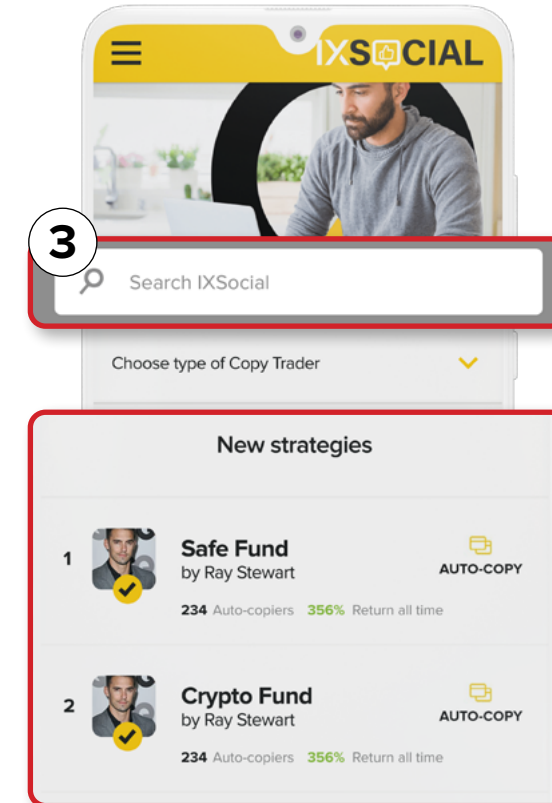 IXSOCIAL
3
Search IXSocial
Choose type of Copy Trader
New strategies
1
Safe Fund
by Ray Stewart
AUTO-COPY
234 Auto-copiers 356% Return all time
2
Crypto Fund
by Ray Stewart
AUTO-COPY
234 Auto-copiers 356% Return all time